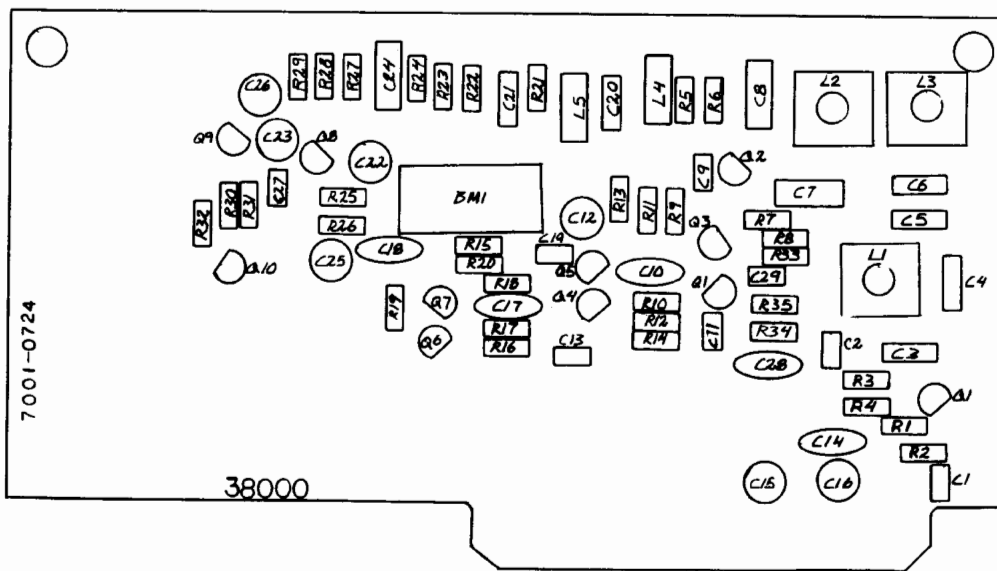 R29
R28
R27
C24
R24
R23
R22
C21
R21
L5
C20
L4
R5
R6
C8
L2
L3
C26
Q9
C23
Q8
C22
BM1
C9
Q2
C7
C6
C5
R32
R30
R31
C27
R25
R26
C12
R13
R11
R9
Q3
R7
R8
R33
L1
C4
Q10
C25
C18
R15
R20
C19
Q5
C10
Q1
C29
R19
Q7
R18
C17
Q4
R10
R35
R17
R12
C11
R34
C2
C3
Q6
R16
C13
R14
C28
R3
R4
Q1
R1
C14
R2
C15
C16
C1
7001-0724
38000